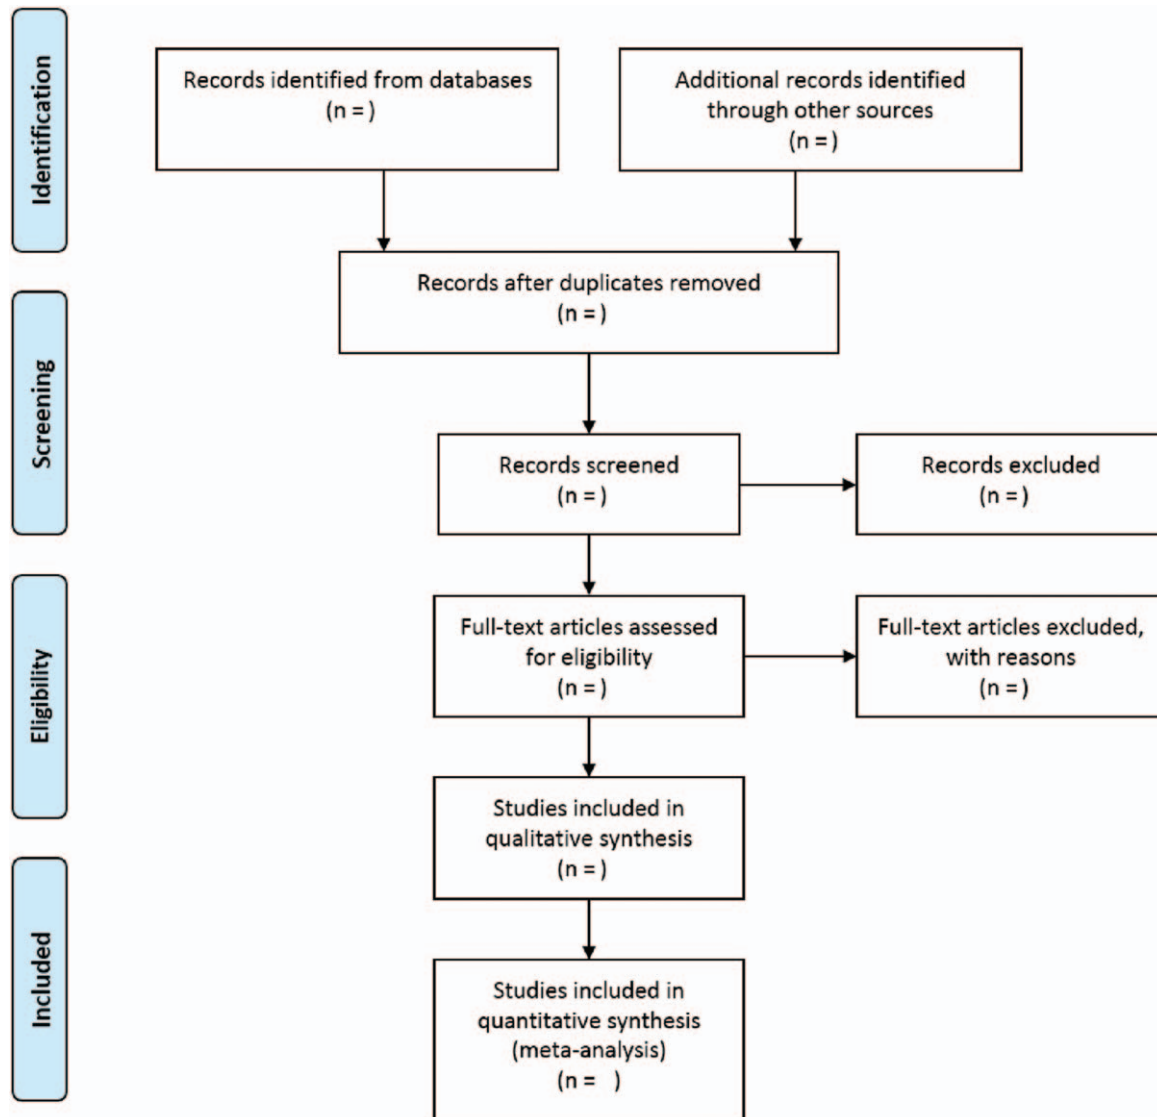 Identification
Records identified from databases
(n = )
Additional records identified
through other sources
(n = )
Records after duplicates removed
(n = )
Screening
Records screened
(n = )
Records excluded
(n = )
Eligibility
Full-text articles assessed
for eligibility
(n = )
Full-text articles excluded,
with reasons
(n = )
Studies included in
qualitative synthesis
(n = )
Included
Studies included in
quantitative synthesis
(meta-analysis)
(n =   )